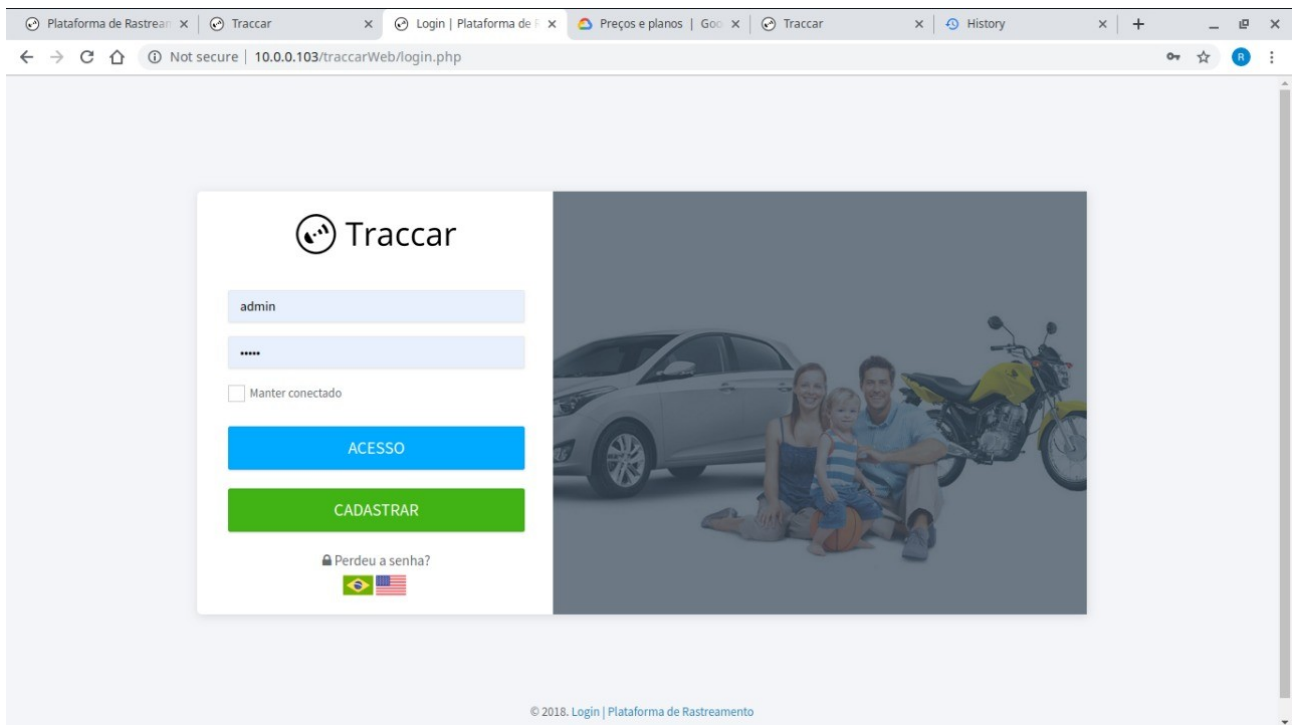 Plataforma de Rastrean
Traccar
Login | Plataforma de R
Preços e planos | Goo
Traccar
History
Not secure | 10.0.0.103/traccarWeb/login.php
R
Traccar
admin
•••••
Manter conectado
ACESSO
CADASTRAR
Perdeu a senha?
© 2018. Login | Plataforma de Rastreamento